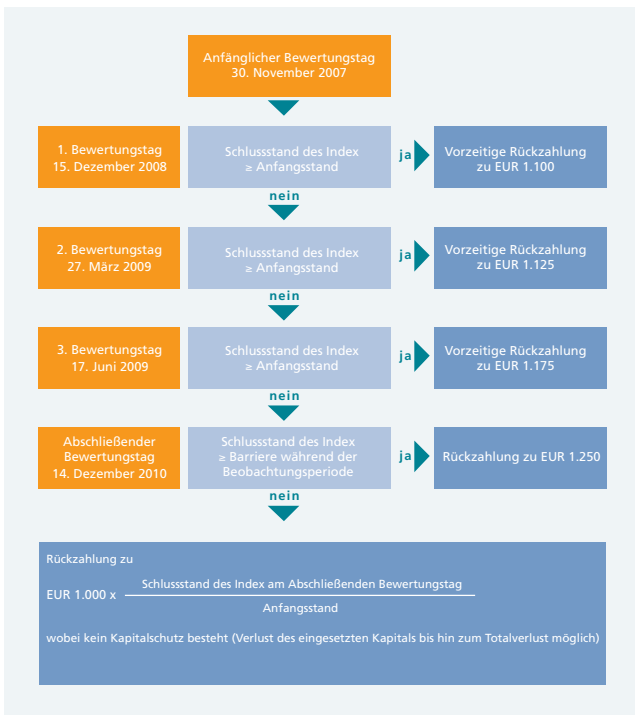 Anfänglicher Bewertungstag
30. November 2007
1. Bewertungstag
15. Dezember 2008
Schlussstand des Index
≥ Anfangsstand
ja
Vorzeitige Rückzahlung
zu EUR 1.100
nein
2. Bewertungstag
27. März 2009
Schlussstand des Index
≥ Anfangsstand
ja
Vorzeitige Rückzahlung
zu EUR 1.125
nein
3. Bewertungstag
17. Juni 2009
Schlussstand des Index
≥ Anfangsstand
ja
Vorzeitige Rückzahlung
zu EUR 1.175
nein
Abschließender
Bewertungstag
14. Dezember 2010
Schlussstand des Index
≥ Barriere während der
Beobachtungsperiode
ja
Rückzahlung zu EUR 1.250
nein
Rückzahlung zu
EUR 1.000 x
Schlussstand des Index am Abschließenden Bewertungstag
Anfangsstand
wobei kein Kapitalschutz besteht (Verlust des eingesetzten Kapitals bis hin zum Totalverlust möglich)